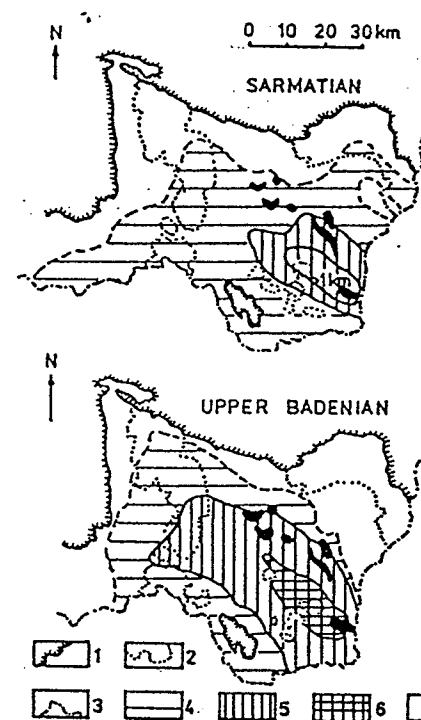 N
0 10 20 30km
SARMATIAN
>1km
N
UPPER BADENIAN
1 2
3 4 5 6